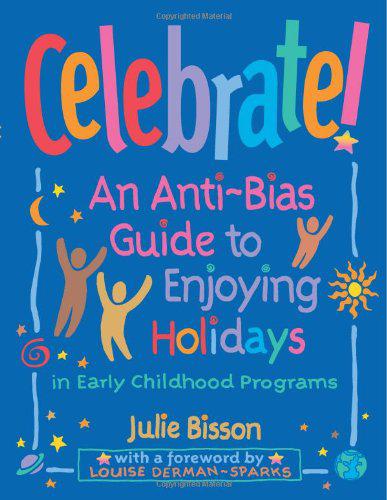 Celebrate!
An Anti~Bias
Guide to
Enjoying
Holidays
in Early Childhood Programs
Julie Bisson
with a foreword by
LOUISE DERMAN~SPARKS